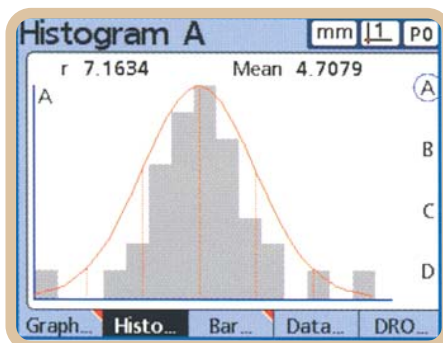 Histogram A mm 1 P0
r 7.1634 Mean 4.7079
A A
B
C
D
Graph... Histo... Bar... Data... DRO...